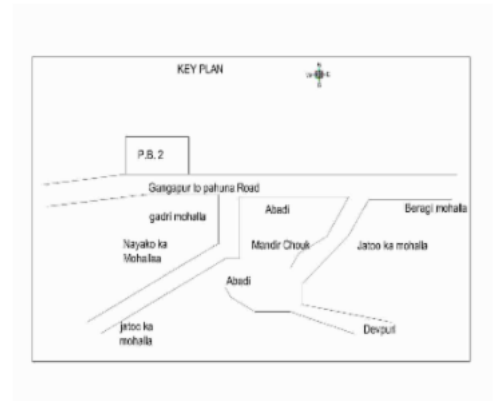 KEY PLAN
P.B. 2
Gangapur to pahuna Road
gadri mohalla
Abadi
Beragi mohalla
Nayako ka
Mohallaa
Mandir Chouk
Jatoo ka mohalla
Abadi
jatoo ka
mohalla
Devpuri